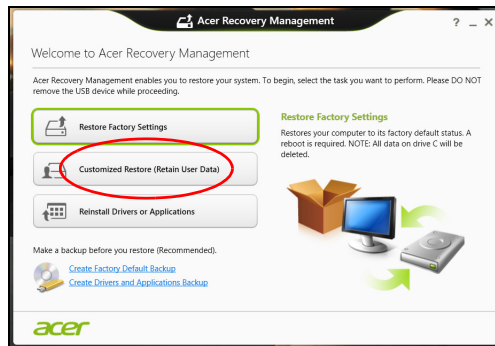 Acer Recovery Management
? _ X
Welcome to Acer Recovery Management
Acer Recovery Management enables you to restore your system. To begin, select the task you want to perform. Please DO NOT
remove the USB device while proceeding.
Restore Factory Settings
Customized Restore (Retain User Data)
Reinstall Drivers or Applications
Restore Factory Settings
Restores your computer to its factory default status. A
reboot is required. NOTE: All data on drive C will be
deleted.
Make a backup before you restore (Recommended).
Create Factory Default Backup
Create Drivers and Applications Backup
acer